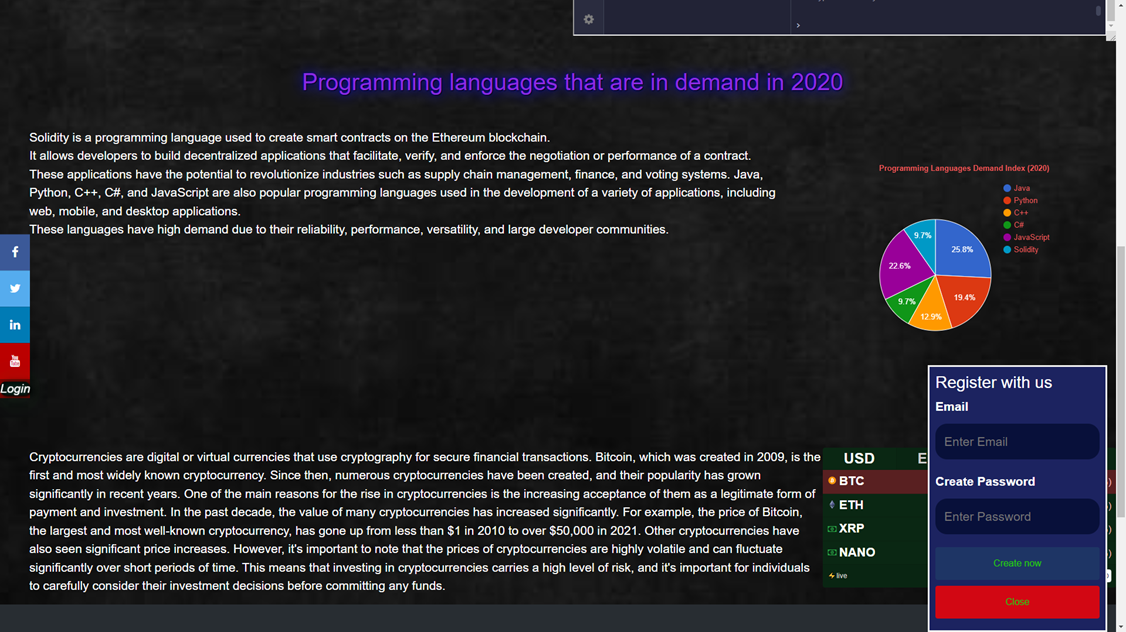 Programming languages that are in demand in 2020
Solidity is a programming language used to create smart contracts on the Ethereum blockchain.
It allows developers to build decentralized applications that facilitate, verify, and enforce the negotiation or performance of a contract.
These applications have the potential to revolutionize industries such as supply chain management, finance, and voting systems. Java,
Python, C++, C#, and JavaScript are also popular programming languages used in the development of a variety of applications, including
web, mobile, and desktop applications.
These languages have high demand due to their reliability, performance, versatility, and large developer communities.
Programming Languages Demand Index (2020)
Java
Python
C++
C#
JavaScript
Solidity
9.7%
25.8%
22.6%
19.4%
9.7%
12.9%
f
in
You
Login
Cryptocurrencies are digital or virtual currencies that use cryptography for secure financial transactions. Bitcoin, which was created in 2009, is the
first and most widely known cryptocurrency. Since then, numerous cryptocurrencies have been created, and their popularity has grown
significantly in recent years. One of the main reasons for the rise in cryptocurrencies is the increasing acceptance of them as a legitimate form of
payment and investment. In the past decade, the value of many cryptocurrencies has increased significantly. For example, the price of Bitcoin,
the largest and most well-known cryptocurrency, has gone up from less than $1 in 2010 to over $50,000 in 2021. Other cryptocurrencies have
also seen significant price increases. However, it's important to note that the prices of cryptocurrencies are highly volatile and can fluctuate
significantly over short periods of time. This means that investing in cryptocurrencies carries a high level of risk, and it's important for individuals
to carefully consider their investment decisions before committing any funds.
USD E
BTC
ETH
XRP
NANO
live
Register with us
Email
Enter Email
Create Password
Enter Password
Create now
Close